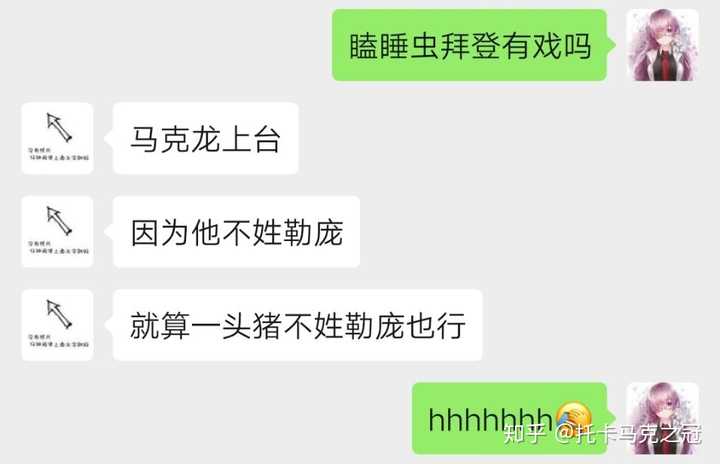 瞌睡虫拜登有戏吗
马克龙上台
因为他不姓勒庞
就算一头猪不姓勒庞也行
hhhhhhh
知乎 @托卡马克之冠